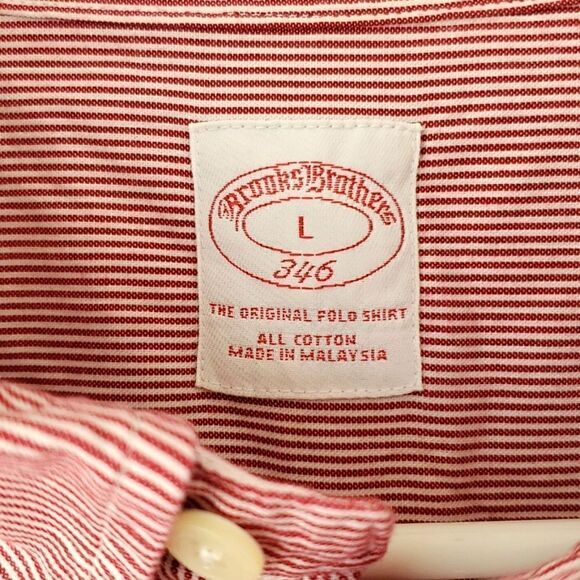 Brooks Brothers
L
346
THE ORIGINAL POLO SHIRT
ALL COTTON
MADE IN MALAYSIA